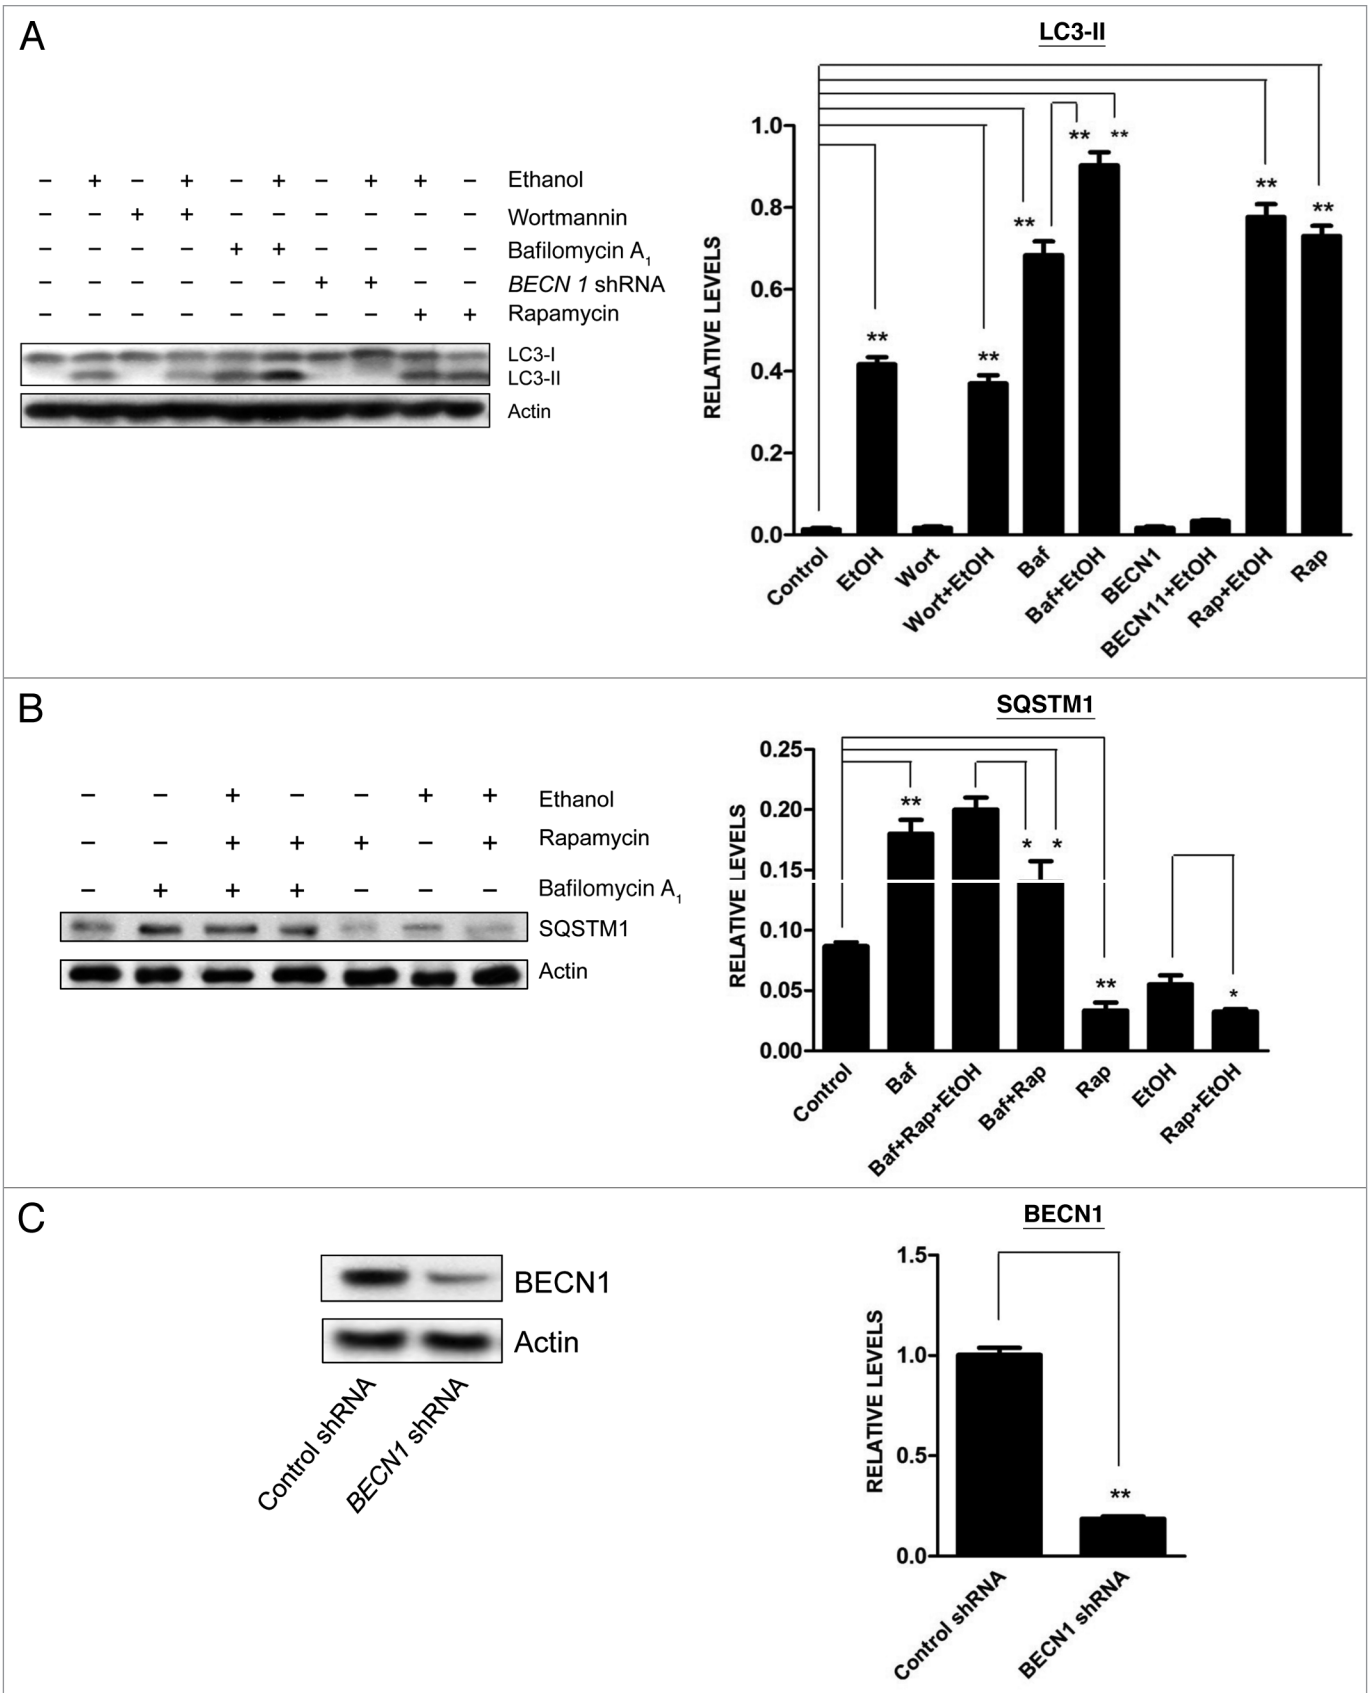 A
− + − + − + − + + − Ethanol
− − + + − − − − − − Wortmannin
− − − − + + − − − − Bafilomycin A1
− − − − − − + + − − BECN 1 shRNA
− − − − − − − − + + Rapamycin
LC3-I
LC3-II
Actin
LC3-II
RELATIVE LEVELS
1.0
0.8
0.6
0.4
0.2
0.0
** **
**
**
**
**
**
Control
EtOH
Wort
Wort+EtOH
Baf
Baf+EtOH
BECN1
BECN11+EtOH
Rap+EtOH
Rap
B
− − + − − + + Ethanol
− − + + + − + Rapamycin
− + + + − − − Bafilomycin A1
SQSTM1
Actin
SQSTM1
RELATIVE LEVELS
0.25
0.20
0.15
0.10
0.05
0.00
**
* *
**
*
Control
Baf
Baf+Rap+EtOH
Baf+Rap
Rap
EtOH
Rap+EtOH
C
BECN1
Actin
Control shRNA
BECN1 shRNA
BECN1
RELATIVE LEVELS
1.5
1.0
0.5
0.0
**
Control shRNA
BECN1 shRNA